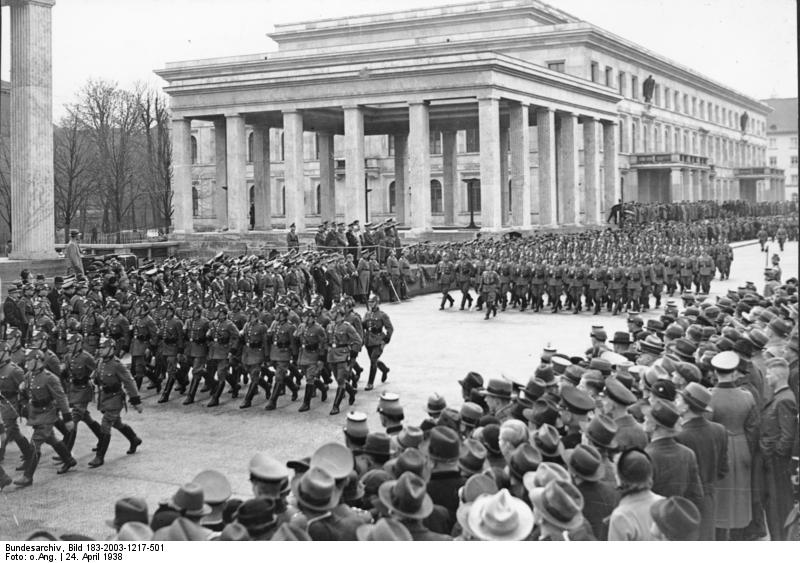 Bundesarchiv, Bild 183-2003-1217-501
Foto: o.Ang. | 24. April 1938